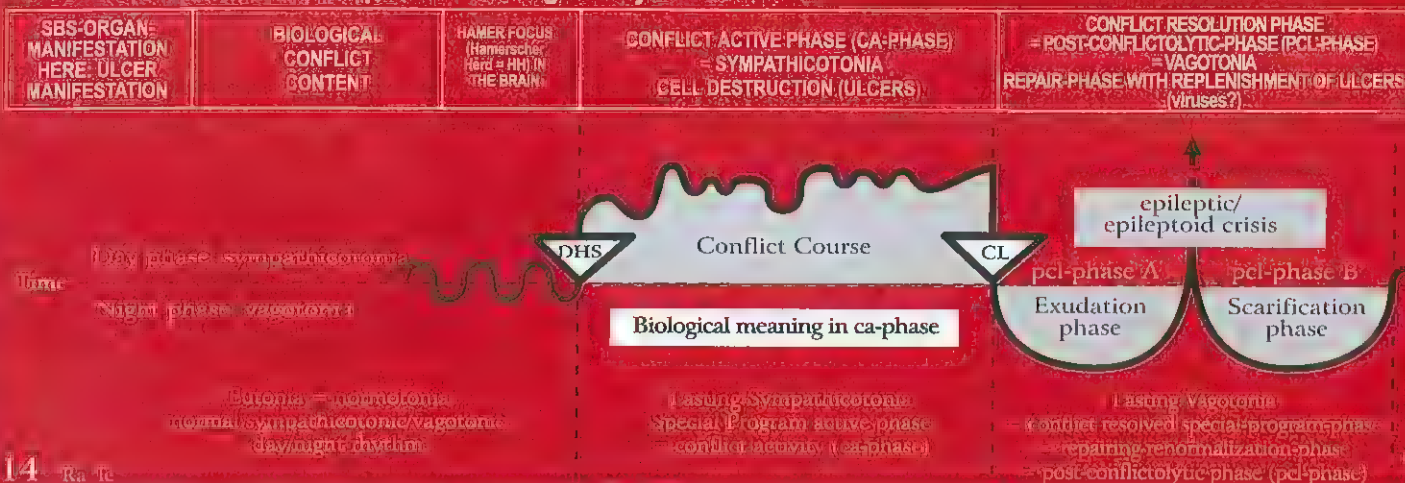 SBS-ORGAN-
MANIFESTATION
HERE: ULCER
MANIFESTATION
BIOLOGICAL
CONFLICT
CONTENT
HAMER FOCUS
(Hamerscher
Herd = HH) IN
THE BRAIN
CONFLICT ACTIVE PHASE (CA-PHASE)
= SYMPATHICOTONIA
CELL DESTRUCTION (ULCERS)
CONFLICT RESOLUTION PHASE
= POST-CONFLICTOLYTIC-PHASE (PCL-PHASE)
= VAGOTONIA
REPAIR-PHASE WITH REPLENISHMENT OF ULCERS
(viruses?)
epileptic/
epileptoid crisis
DHS
Conflict Course
CL
Time
Day phase sympathicotonia
Night phase vagotonia
pcl-phase A
pcl-phase B
Exudation
phase
Scarification
phase
Biological meaning in ca-phase
Eutonia = normotonia
normal sympathicotonic/vagotonic
day/night rhythm
Lasting Sympathicotonia
Special Program active phase
conflict activity (ca-phase)
Lasting Vagotonia
conflict resolved special-program-phase
repairing renormalization-phase
post-conflictolytic phase (pcl-phase)
14 Ra